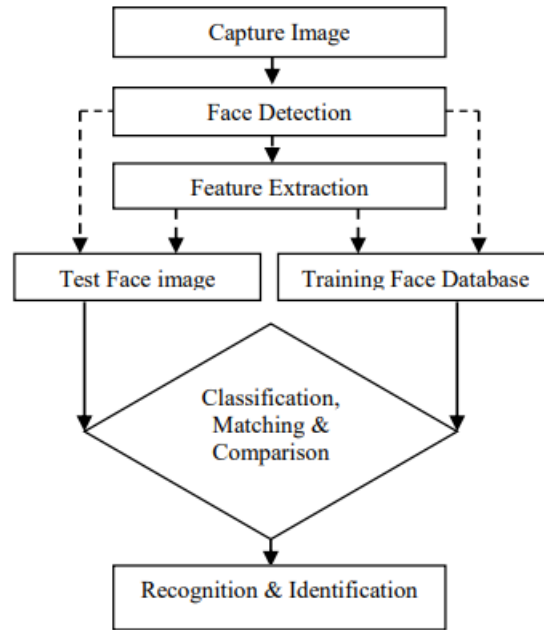 Capture Image
Face Detection
Feature Extraction
Test Face image
Training Face Database
Classification,
Matching &
Comparison
Recognition & Identification